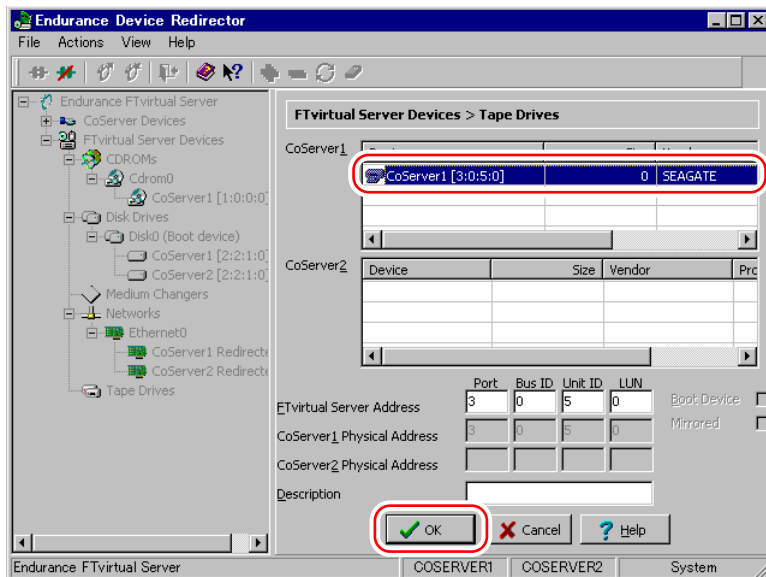 Endurance Device Redirector
File Actions View Help
Endurance FTvirtual Server
CoServer Devices
FTvirtual Server Devices
CDROMs
Cdrom0
CoServer1 [1:0:0:0]
Disk Drives
Disk0 (Boot device)
CoServer1 [2:2:1:0]
CoServer2 [2:2:1:0]
Medium Changers
Networks
Ethernet0
CoServer1 Redirecte
CoServer2 Redirecte
Tape Drives
FTvirtual Server Devices > Tape Drives
CoServer1
CoServer1 [3:0:5:0] 0 SEAGATE
CoServer2 Device Size Vendor Pro
Port Bus ID Unit ID LUN
FTvirtual Server Address 3 0 5 0 Boot Device
CoServer1 Physical Address 3 0 5 0 Mirrored
CoServer2 Physical Address
Description
OK Cancel Help
Endurance FTvirtual Server COSERVER1 COSERVER2 System